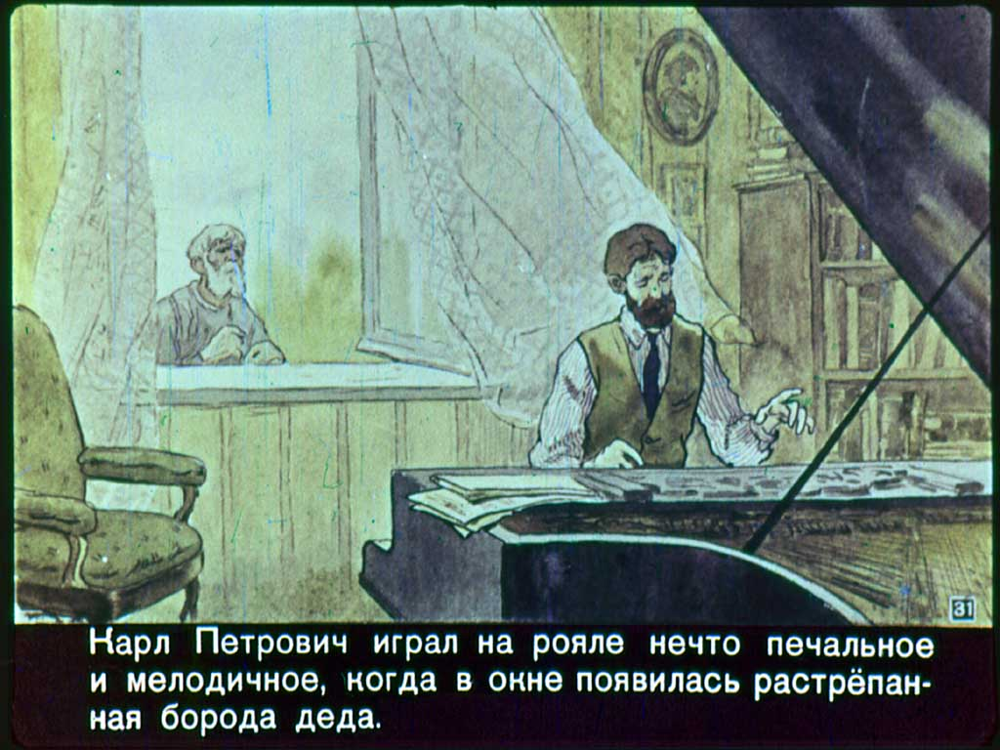 31
Карл Петрович играл на рояле нечто печальное
и мелодичное, когда в окне появилась растрёпан-
ная борода деда.